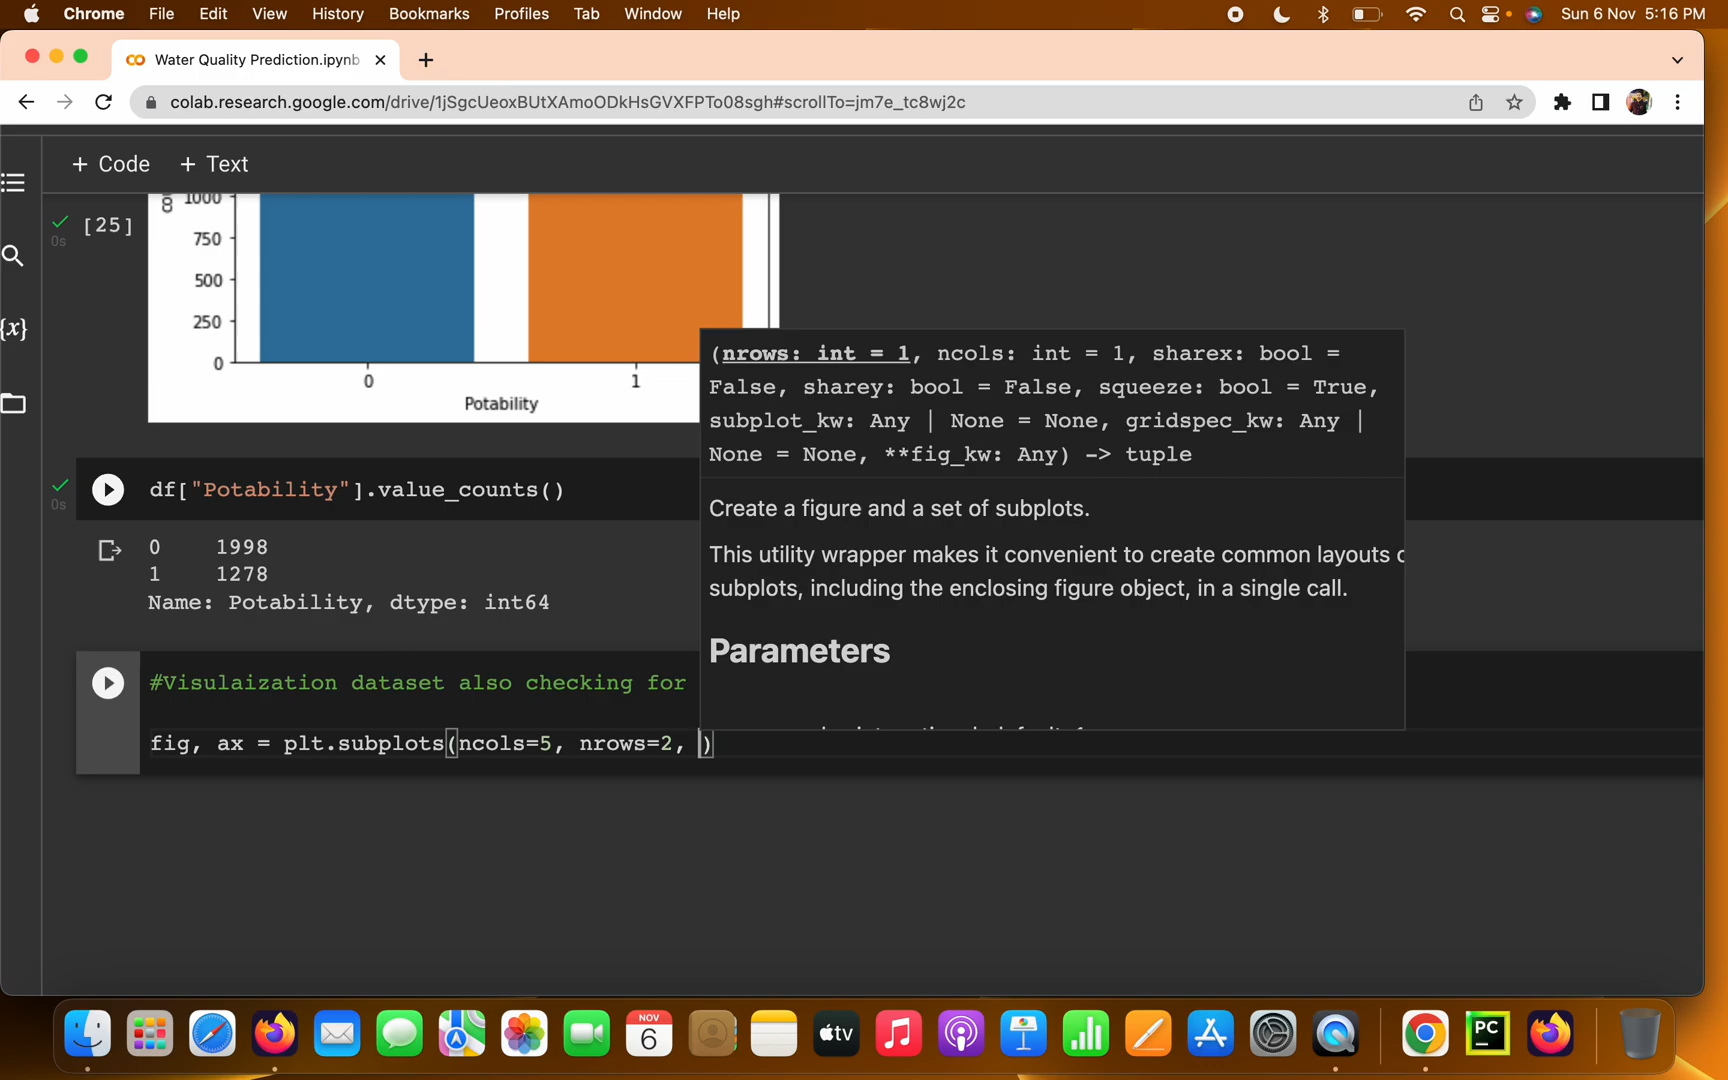 Chrome File Edit View History Bookmarks Profiles Tab Window Help Sun 6 Nov 5:16 PM
Water Quality Prediction.ipynb
colab.research.google.com/drive/1jSgcUeoxBUtXAmoODkHsGVXFPTo08sgh#scrollTo=jm7e_tc8wj2c
+ Code + Text
1000
[25]
0s
750
500
250
0
0 1
Potability
{x}
(nrows: int = 1, ncols: int = 1, sharex: bool =
False, sharey: bool = False, squeeze: bool = True,
subplot_kw: Any | None = None, gridspec_kw: Any |
None = None, **fig_kw: Any) -> tuple
Create a figure and a set of subplots.
This utility wrapper makes it convenient to create common layouts
subplots, including the enclosing figure object, in a single call.
Parameters
df["Potability"].value_counts()
0s
0 1998
1 1278
Name: Potability, dtype: int64
#Visulaization dataset also checking for
fig, ax = plt.subplots(ncols=5, nrows=2, )
NOV
6
tv
PC